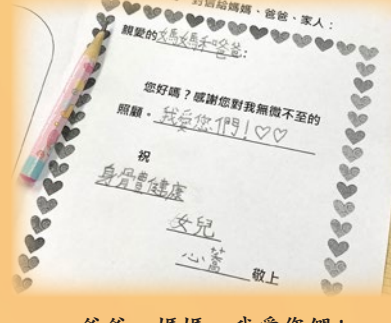 對信給媽媽、爸爸、家人：
親愛的媽媽和爸爸：
您好嗎？感謝您對我無微不至的
照顧。我愛您們！♡♡
祝
身體健康
女兒
心蕎 敬上
爸爸、媽媽，我愛您們！